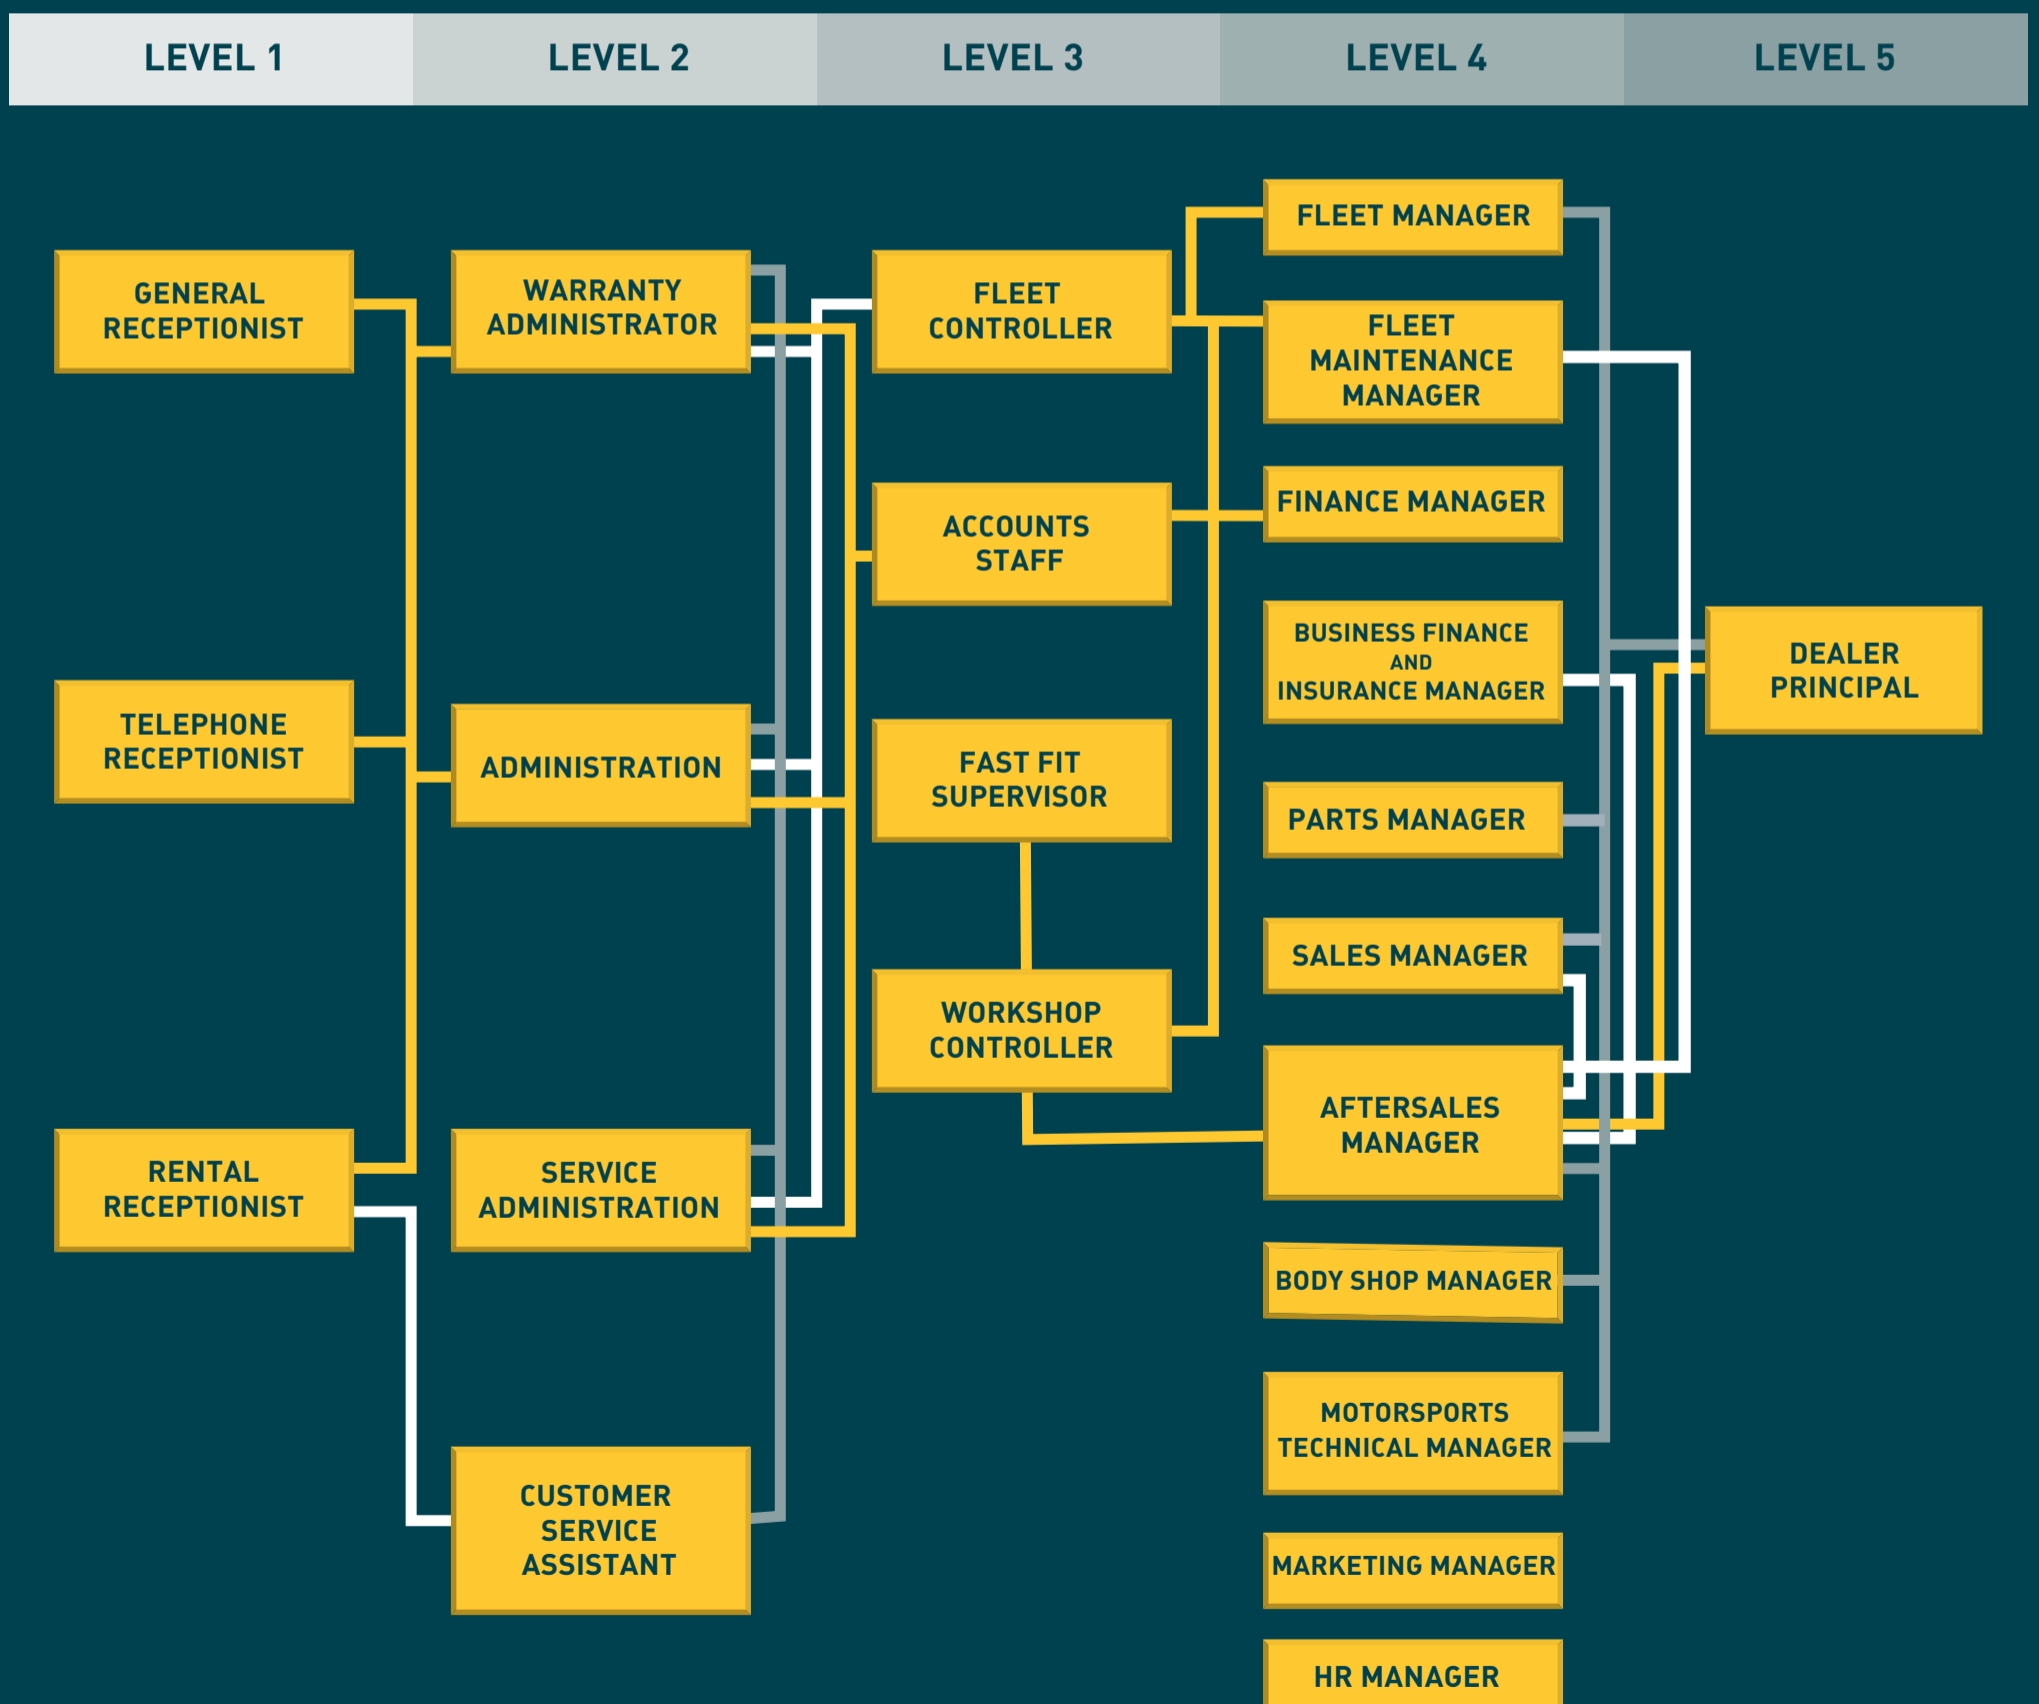 LEVEL 1
LEVEL 2
LEVEL 3
LEVEL 4
LEVEL 5
GENERAL
RECEPTIONIST
TELEPHONE
RECEPTIONIST
RENTAL
RECEPTIONIST
WARRANTY
ADMINISTRATOR
ADMINISTRATION
SERVICE
ADMINISTRATION
CUSTOMER
SERVICE
ASSISTANT
FLEET
CONTROLLER
ACCOUNTS
STAFF
FAST FIT
SUPERVISOR
WORKSHOP
CONTROLLER
FLEET MANAGER
FLEET
MAINTENANCE
MANAGER
FINANCE MANAGER
BUSINESS FINANCE
AND
INSURANCE MANAGER
PARTS MANAGER
SALES MANAGER
AFTERSALES
MANAGER
BODY SHOP MANAGER
MOTORSPORTS
TECHNICAL MANAGER
MARKETING MANAGER
HR MANAGER
DEALER
PRINCIPAL